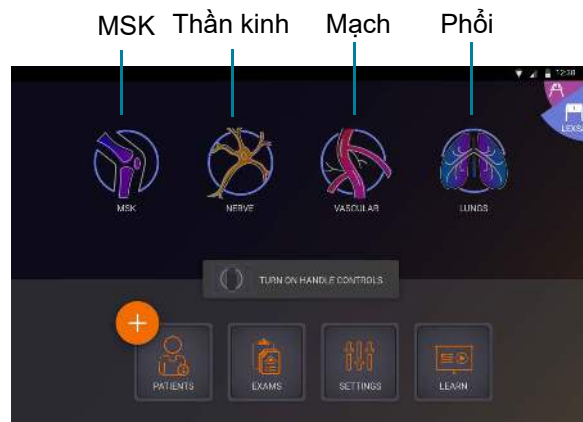 MSK Thần kinh Mạch Phổi
12:38
LEXSA
MSK NERVE VASCULAR LUNGS
TURN ON HANDLE CONTROLS
PATIENTS EXAMS SETTINGS LEARN